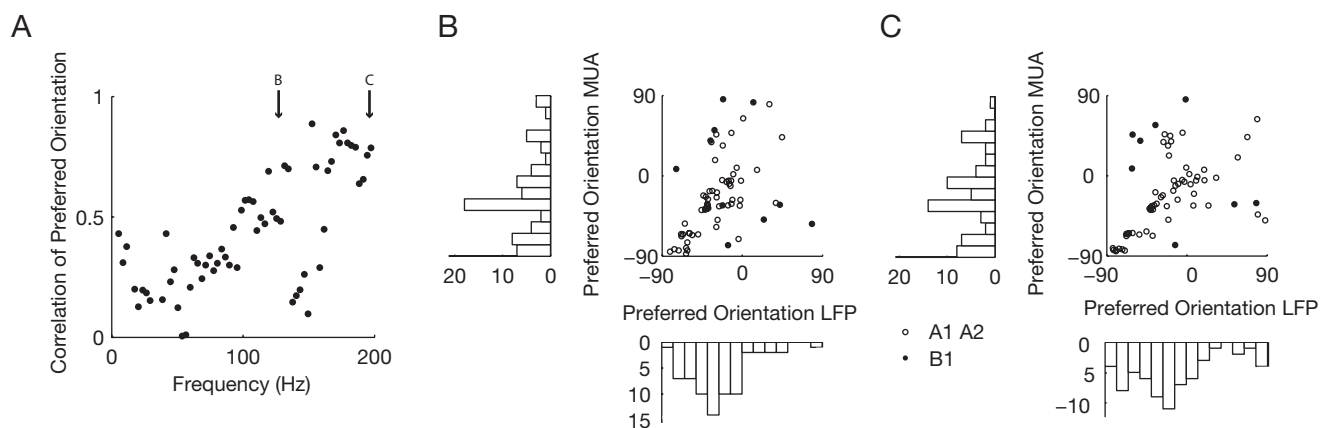 A
B
C
Correlation of Preferred Orientation
1
0.5
0
0
100
200
Frequency (Hz)
B
C
20
10
0
Preferred Orientation MUA
90
0
−90
−90
0
90
Preferred Orientation LFP
0
5
10
15
20
10
0
A1 A2
B1
Preferred Orientation MUA
90
0
−90
−90
0
90
Preferred Orientation LFP
0
−5
−10